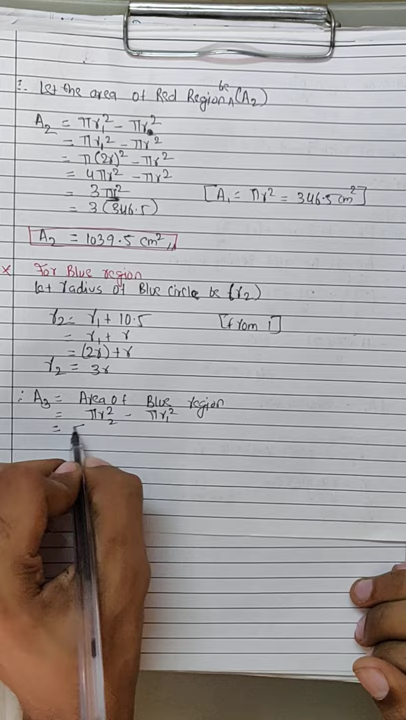 ∴ Let the area of Red Region be (A₂)
A₂ = πr₁² - πr²
= πr₁² - πr²
= π(2r)² - πr²
= 4πr² - πr²
= 3πr² [A₁ = πr² = 346.5 cm²]
= 3(346.5)
A₂ = 1039.5 cm²,,
x For Blue region
let radius of Blue Circle be (r₂)
r₂ = r₁ + 10.5 [from 1]
= r₁ + r
= (2r) + r
r₂ = 3r
∴ A₃ = Area of Blue region
= πr₂² - πr₁²
=